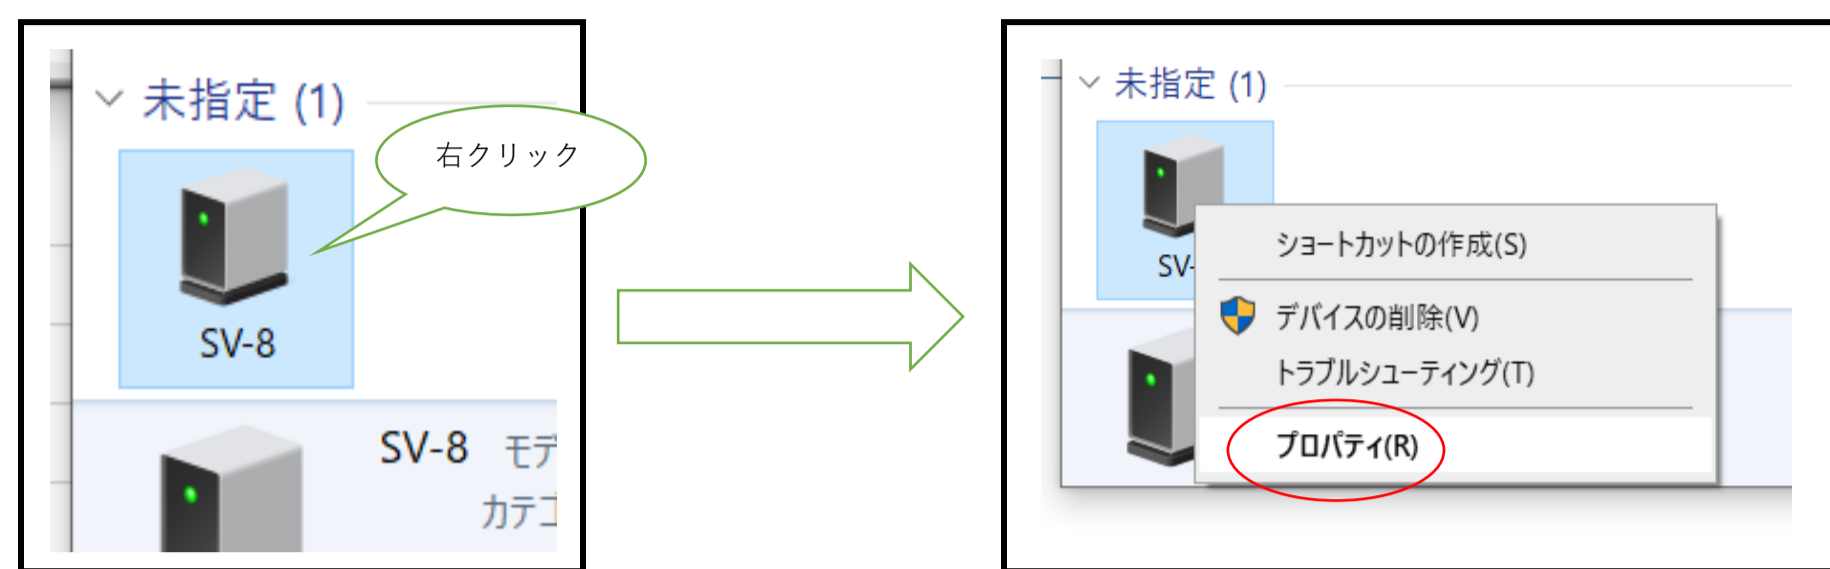 未指定 (1)
右クリック
SV-8
SV-8 モデ
カテゴ
未指定 (1)
SV-
ショートカットの作成(S)
デバイスの削除(V)
トラブルシューティング(T)
プロパティ(R)